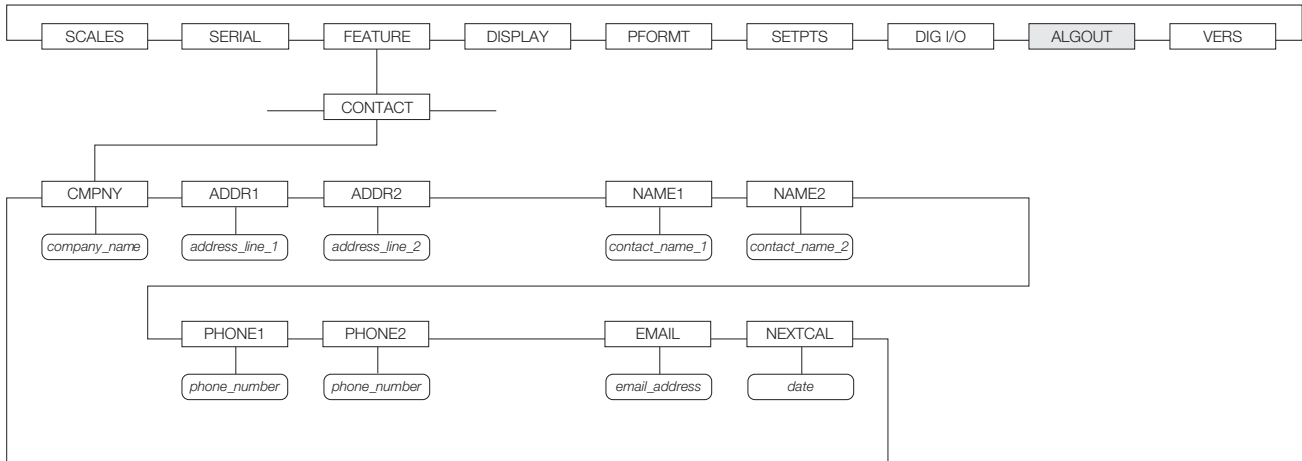 SCALES SERIAL FEATURE DISPLAY PFORMT SETPTS DIG I/O ALGOUT VERS
CONTACT
CMPNY ADDR1 ADDR2 NAME1 NAME2
company_name address_line_1 address_line_2 contact_name_1 contact_name_2
PHONE1 PHONE2 EMAIL NEXTCAL
phone_number phone_number email_address date